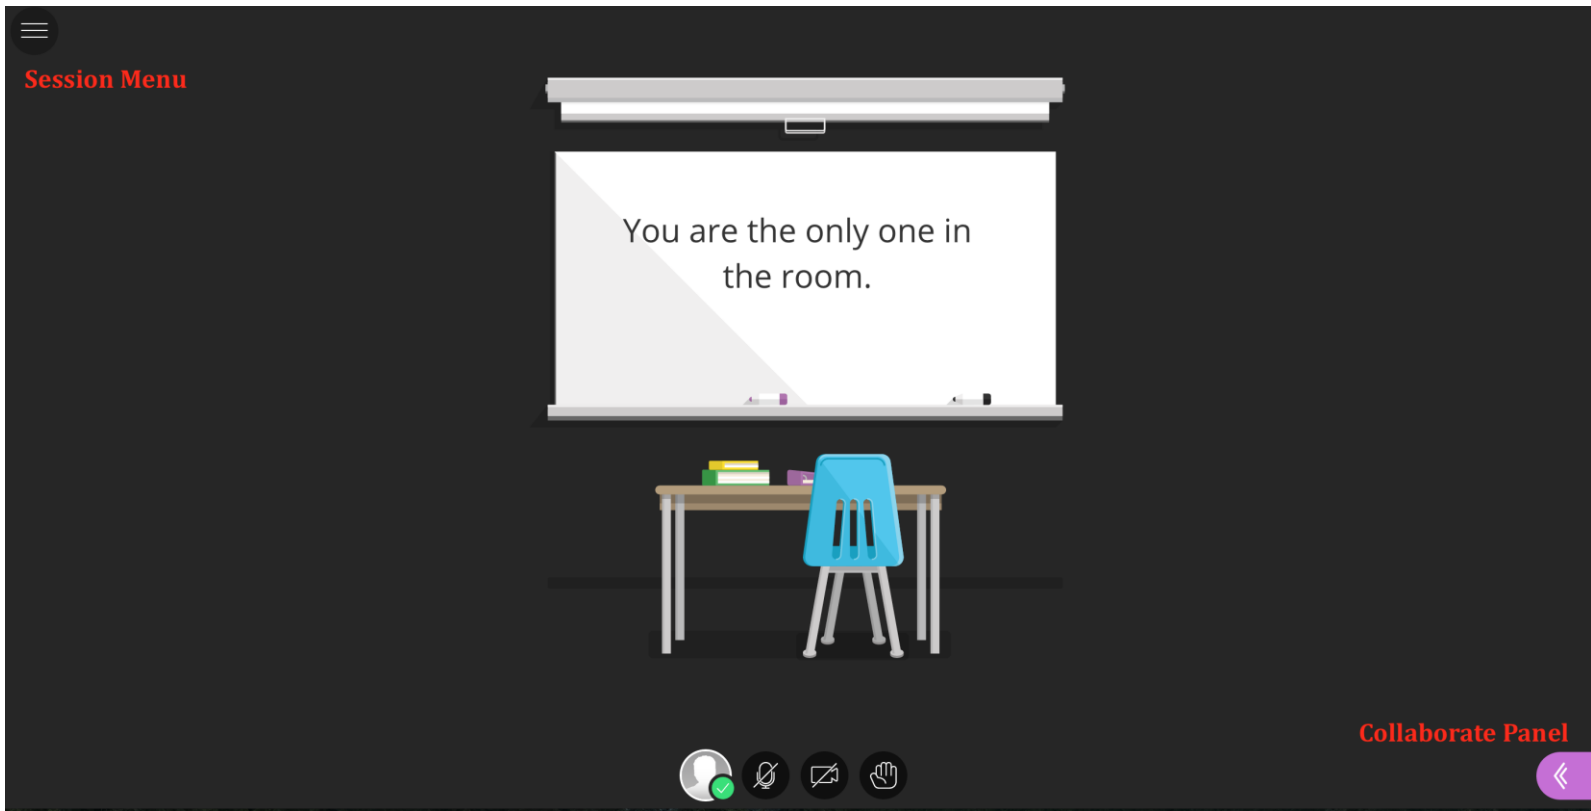 Session Menu
You are the only one in
the room.
Collaborate Panel